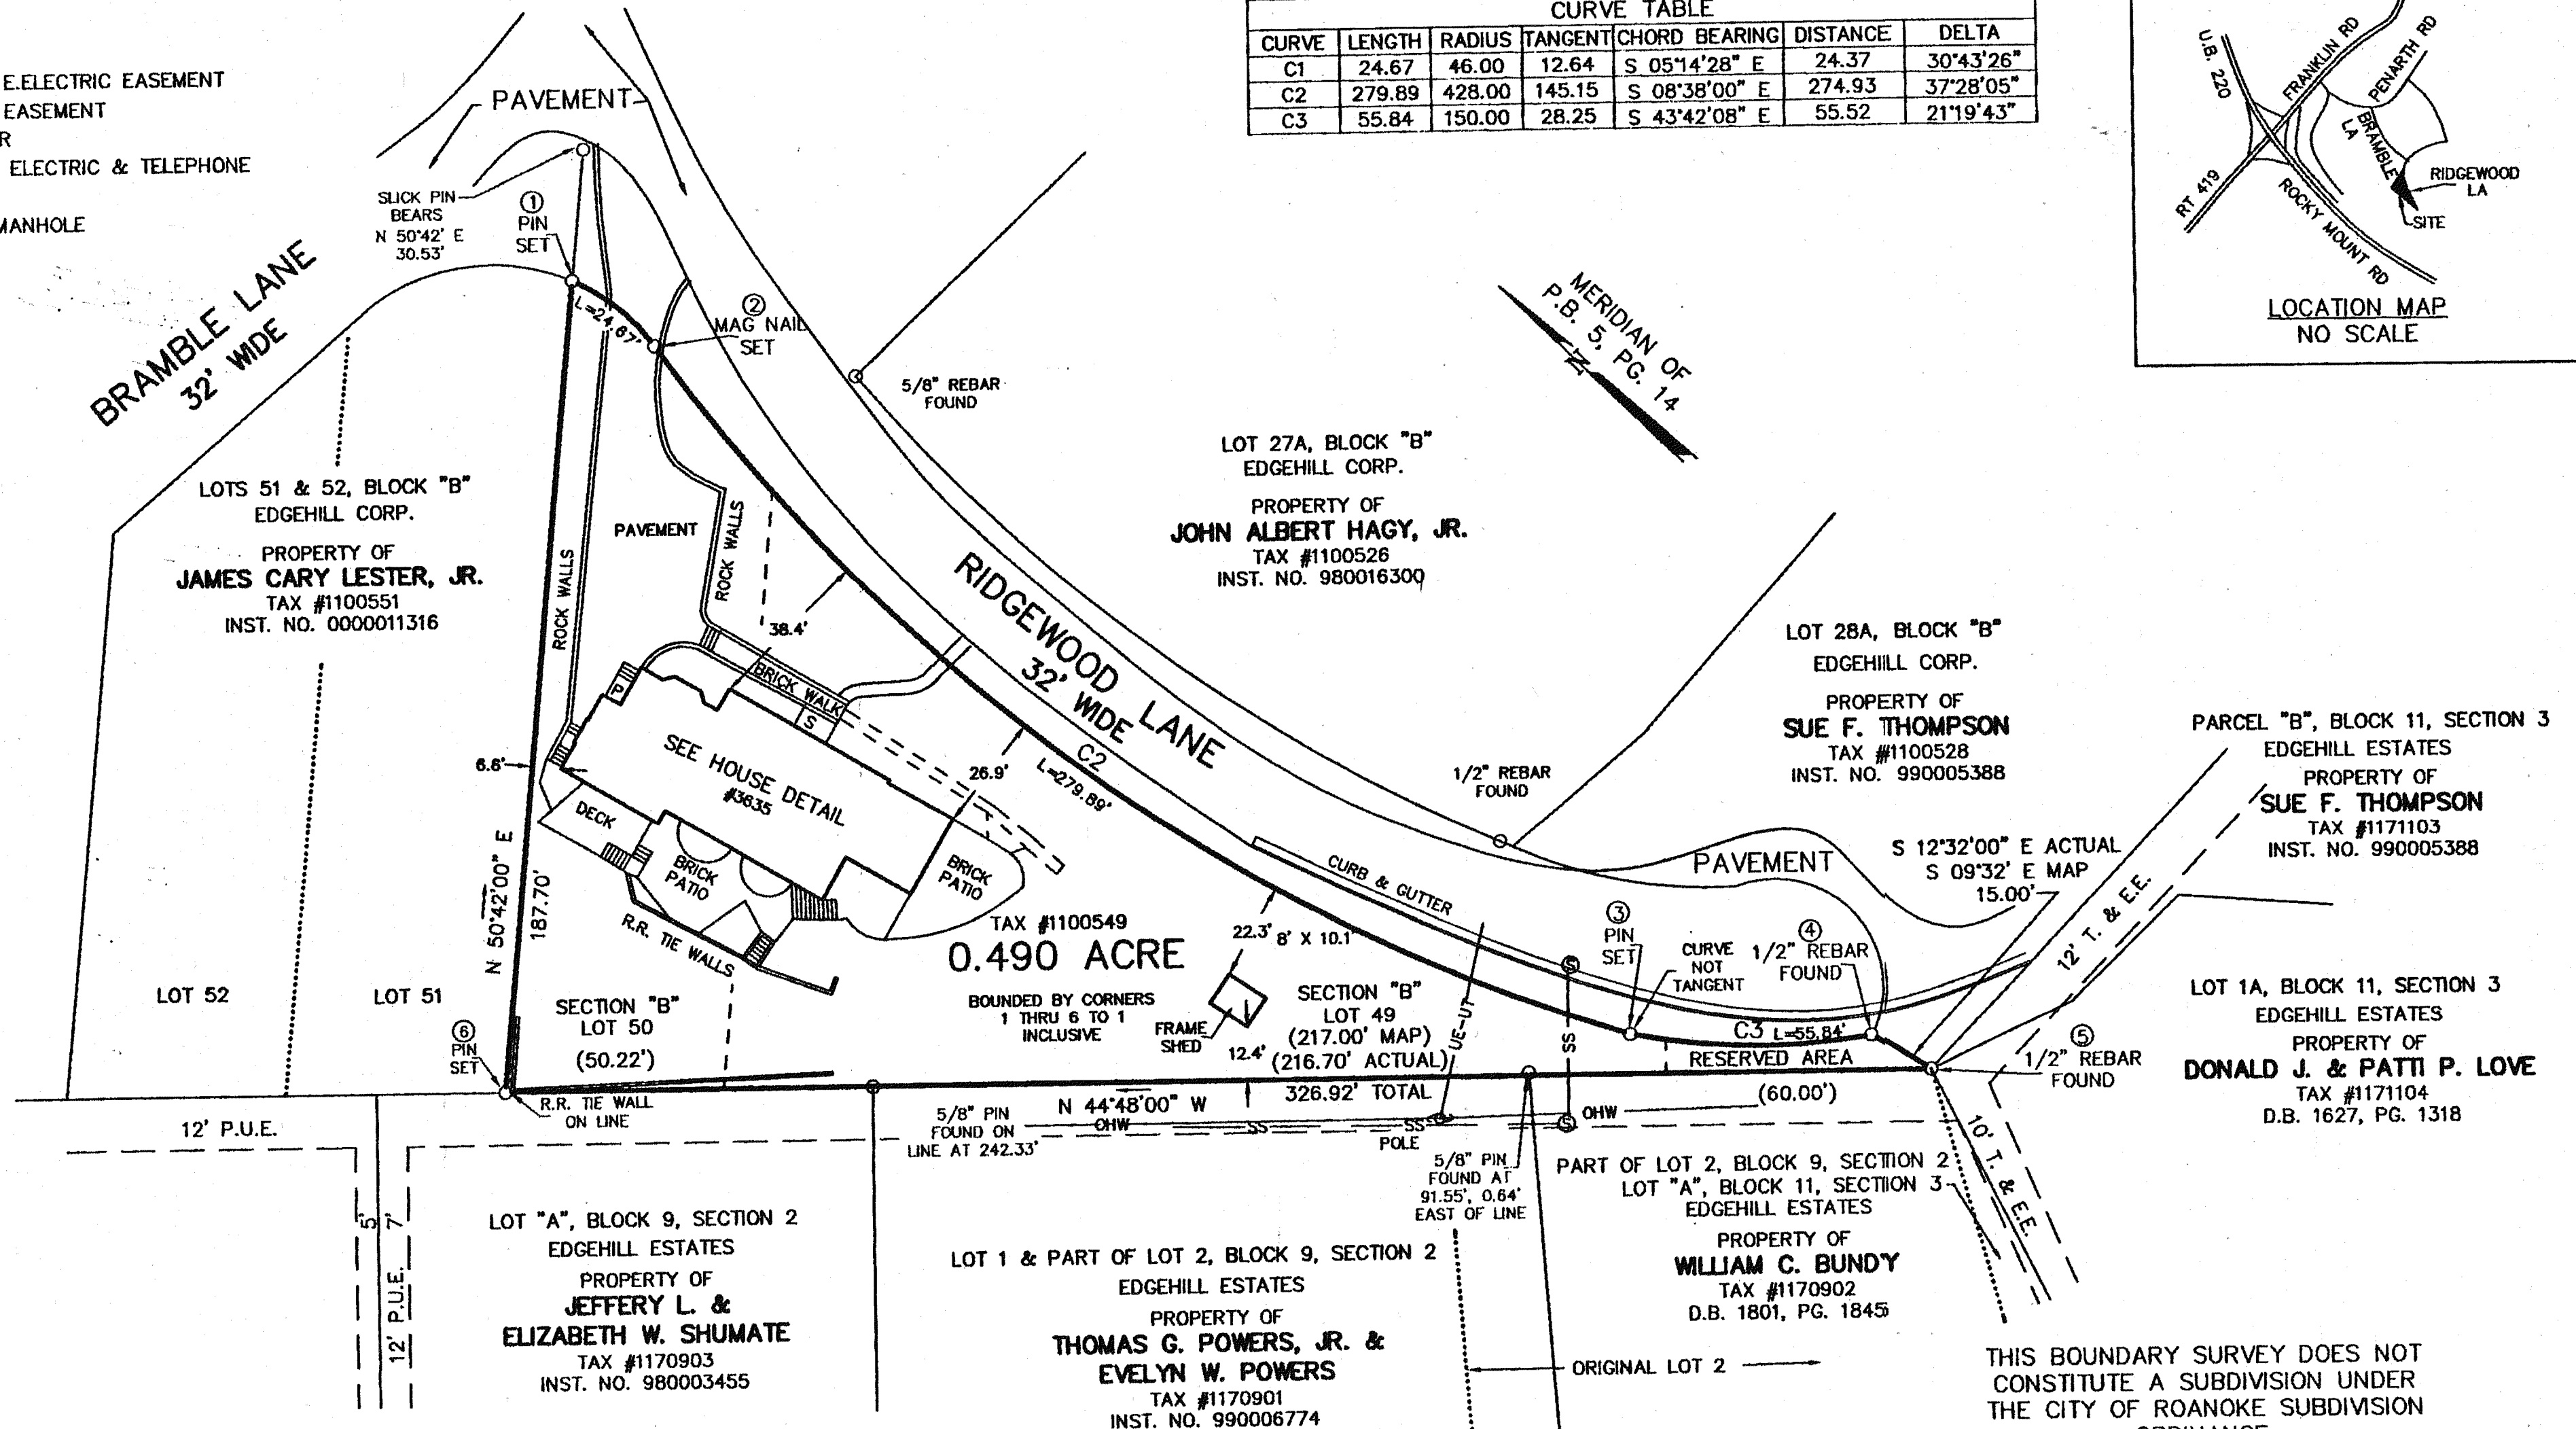 E.ELECTRIC EASEMENT
EASEMENT
R
ELECTRIC & TELEPHONE
MANHOLE
CURVE TABLE
CURVE LENGTH RADIUS TANGENT CHORD BEARING DISTANCE DELTA
C1 24.67 46.00 12.64 S 05°14'28" E 24.37 30°43'26"
C2 279.89 428.00 145.15 S 08°38'00" E 274.93 37°28'05"
C3 55.84 150.00 28.25 S 43°42'08" E 55.52 21°19'43"
U.B. 220
FRANKLIN RD
PENARTH RD
BRAMBLE
LA
RIDGEWOOD
LA
RT 419
ROCKY MOUNT RD
SITE
LOCATION MAP
NO SCALE
PAVEMENT
SLICK PIN
BEARS
N 50°42' E
30.53'
1
PIN
SET
BRAMBLE LANE
32' WIDE
L=24.67'
2
MAG NAIL
SET
5/8" REBAR
FOUND
MERIDIAN OF
P.B. 5, PG. 14
N
LOTS 51 & 52, BLOCK "B"
EDGEHILL CORP.
PROPERTY OF
JAMES CARY LESTER, JR.
TAX #1100551
INST. NO. 0000011316
ROCK WALLS
PAVEMENT
ROCK WALLS
38.4'
LOT 27A, BLOCK "B"
EDGEHILL CORP.
PROPERTY OF
JOHN ALBERT HAGY, JR.
TAX #1100526
INST. NO. 980016300
RIDGEWOOD LANE
32' WIDE
C2
L=279.89'
BRICK WALK
P
S
SEE HOUSE DETAIL
#3635
6.6'
26.9'
DECK
BRICK
PATIO
BRICK
PATIO
R.R. TIE WALLS
N 50°42'00" E
187.70'
1/2" REBAR
FOUND
LOT 28A, BLOCK "B"
EDGEHIILL CORP.
PROPERTY OF
SUE F. THOMPSON
TAX #1100528
INST. NO. 990005388
PARCEL "B", BLOCK 11, SECTION 3
EDGEHILL ESTATES
PROPERTY OF
SUE F. THOMPSON
TAX #1171103
INST. NO. 990005388
CURB & GUTTER
PAVEMENT
S 12°32'00" E ACTUAL
S 09°32' E MAP
15.00'
12' T. & E.E.
TAX #1100549
0.490 ACRE
BOUNDED BY CORNERS
1 THRU 6 TO 1
INCLUSIVE
22.3'
8' X 10.1'
FRAME
SHED
12.4'
SECTION "B"
LOT 49
(217.00' MAP)
(216.70' ACTUAL)
UE-UT
S
SS
3
PIN
SET
CURVE
NOT
TANGENT
4
1/2" REBAR
FOUND
C3 L=55.84'
RESERVED AREA
(60.00')
5
1/2" REBAR
FOUND
LOT 1A, BLOCK 11, SECTION 3
EDGEHILL ESTATES
PROPERTY OF
DONALD J. & PATTI P. LOVE
TAX #1171104
D.B. 1627, PG. 1318
LOT 52
LOT 51
6
PIN
SET
SECTION "B"
LOT 50
(50.22')
R.R. TIE WALL
ON LINE
12' P.U.E.
5/8" PIN
FOUND ON
LINE AT 242.33'
N 44°48'00" W
326.92' TOTAL
OHW
SS
SS
POLE
S
OHW
5/8" PIN
FOUND AT
91.55', 0.64'
EAST OF LINE
10' T. & E.E.
5'
7'
12' P.U.E.
LOT "A", BLOCK 9, SECTION 2
EDGEHILL ESTATES
PROPERTY OF
JEFFERY L. &
ELIZABETH W. SHUMATE
TAX #1170903
INST. NO. 980003455
LOT 1 & PART OF LOT 2, BLOCK 9, SECTION 2
EDGEHILL ESTATES
PROPERTY OF
THOMAS G. POWERS, JR. &
EVELYN W. POWERS
TAX #1170901
INST. NO. 990006774
PART OF LOT 2, BLOCK 9, SECTION 2
LOT "A", BLOCK 11, SECTIION 3
EDGEHILL ESTATES
PROPERTY OF
WILLIAM C. BUNDY
TAX #1170902
D.B. 1801, PG. 1845
ORIGINAL LOT 2
THIS BOUNDARY SURVEY DOES NOT
CONSTITUTE A SUBDIVISION UNDER
THE CITY OF ROANOKE SUBDIVISION